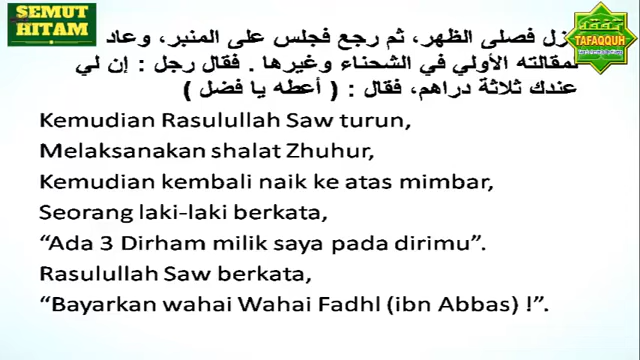 SEMUT
HITAM
تفقه
TAFAQQUH
نزل فصلى الظهر، ثم رجع فجلس على المنبر، وعاد
لمقالته الأولي في الشحناء وغيرها . فقال رجل : إن لي
عندك ثلاثة دراهم، فقال : ( أعطه يا فضل )
Kemudian Rasulullah Saw turun,
Melaksanakan shalat Zhuhur,
Kemudian kembali naik ke atas mimbar,
Seorang laki-laki berkata,
“Ada 3 Dirham milik saya pada dirimu”.
Rasulullah Saw berkata,
“Bayarkan wahai Wahai Fadhl (ibn Abbas) !”.